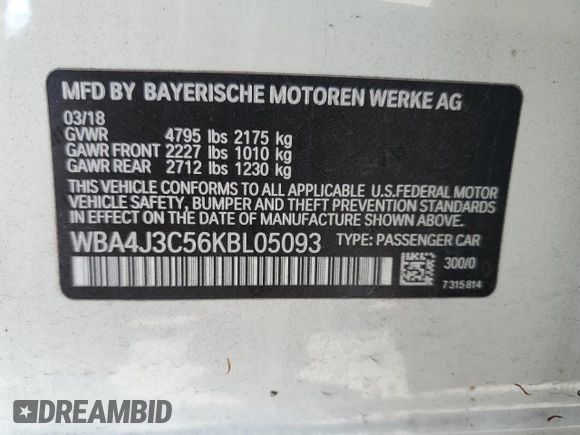 MFD BY BAYERISCHE MOTOREN WERKE AG
03/18
GVWR 4795 lbs 2175 kg
GAWR FRONT 2227 lbs 1010 kg
GAWR REAR 2712 lbs 1230 kg
THIS VEHICLE CONFORMS TO ALL APPLICABLE U.S.FEDERAL MOTOR
VEHICLE SAFETY, BUMPER AND THEFT PREVENTION STANDARDS
IN EFFECT ON THE DATE OF MANUFACTURE SHOWN ABOVE.
WBA4J3C56KBL05093 TYPE: PASSENGER CAR
300/0
7315814
DREAMBID